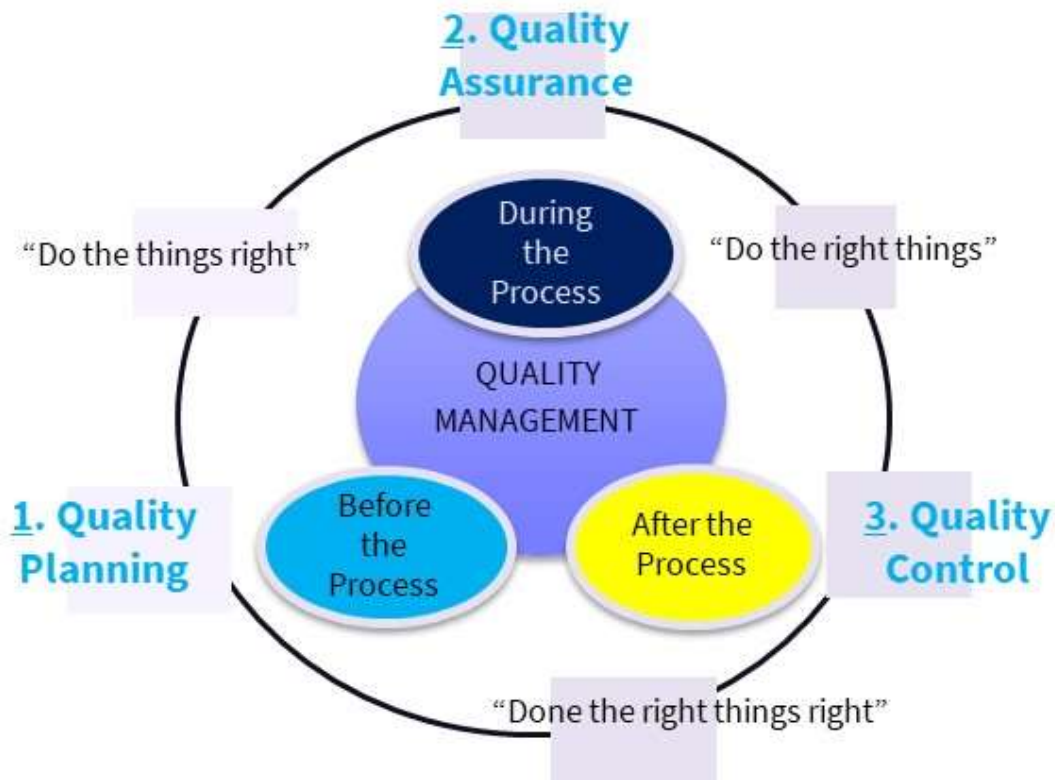 2. Quality
Assurance
During
the
Process
“Do the things right”
“Do the right things”
QUALITY
MANAGEMENT
1. Quality
Planning
Before
the
Process
After the
Process
3. Quality
Control
“Done the right things right”